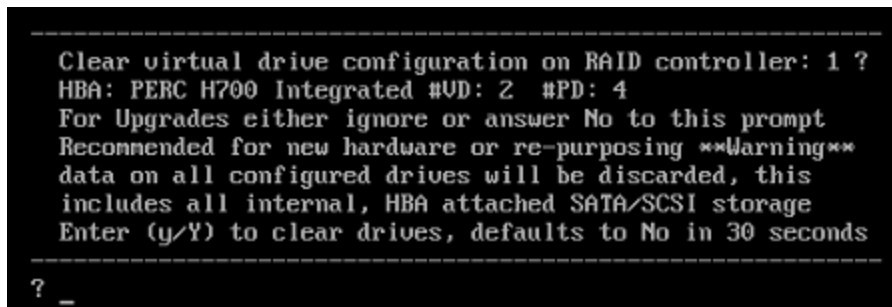 Clear virtual drive configuration on RAID controller: 1 ?
HBA: PERC H700 Integrated #VD: 2 #PD: 4
For Upgrades either ignore or answer No to this prompt
Recommended for new hardware or re-purposing **Warning**
data on all configured drives will be discarded, this
includes all internal, HBA attached SATA/SCSI storage
Enter (y/Y) to clear drives, defaults to No in 30 seconds
? _